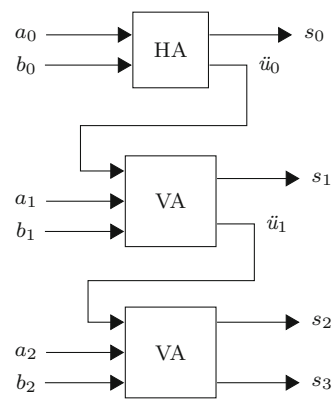 a₀ HA s₀
b₀ ü₀
VA s₁
a₁
b₁ ü₁
s₂
a₂ VA
b₂ s₃